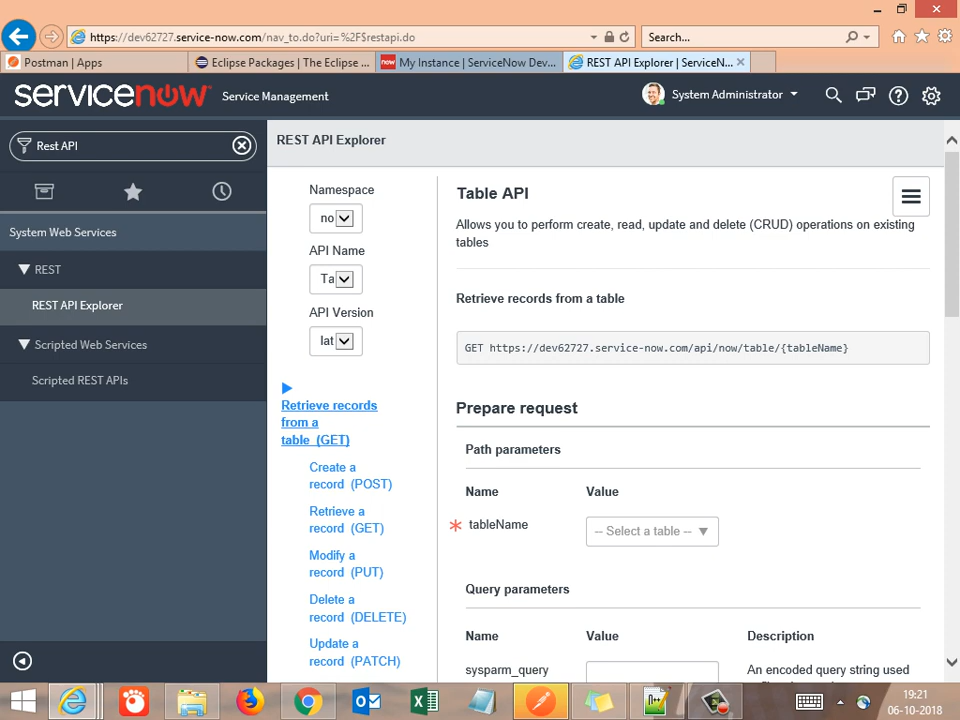 https://dev62727.service-now.com/nav_to.do?uri=%2F$restapi.do
Search...
Postman | Apps
Eclipse Packages | The Eclipse ...
now My Instance | ServiceNow Dev...
REST API Explorer | ServiceN...
servicenow Service Management
System Administrator
Rest API
System Web Services
REST
REST API Explorer
Scripted Web Services
Scripted REST APIs
REST API Explorer
Namespace
no
API Name
Ta
API Version
lat
Retrieve records
from a
table (GET)
Create a
record (POST)
Retrieve a
record (GET)
Modify a
record (PUT)
Delete a
record (DELETE)
Update a
record (PATCH)
Table API
Allows you to perform create, read, update and delete (CRUD) operations on existing
tables
Retrieve records from a table
GET https://dev62727.service-now.com/api/now/table/{tableName}
Prepare request
Path parameters
Name Value
* tableName -- Select a table --
Query parameters
Name Value Description
sysparm_query An encoded query string used
19:21
06-10-2018